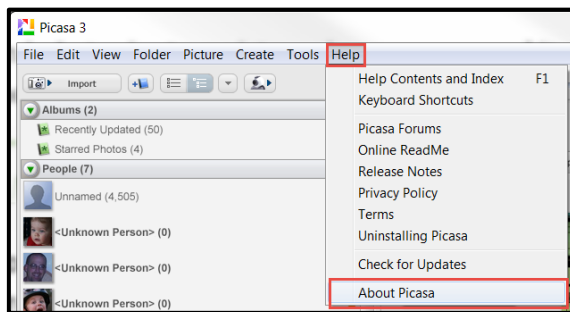 Picasa 3
File Edit View Folder Picture Create Tools Help
Import
Albums (2)
Recently Updated (50)
Starred Photos (4)
People (7)
Unnamed (4,505)
<Unknown Person> (0)
<Unknown Person> (0)
<Unknown Person> (0)
Help Contents and Index F1
Keyboard Shortcuts
Picasa Forums
Online ReadMe
Release Notes
Privacy Policy
Terms
Uninstalling Picasa
Check for Updates
About Picasa